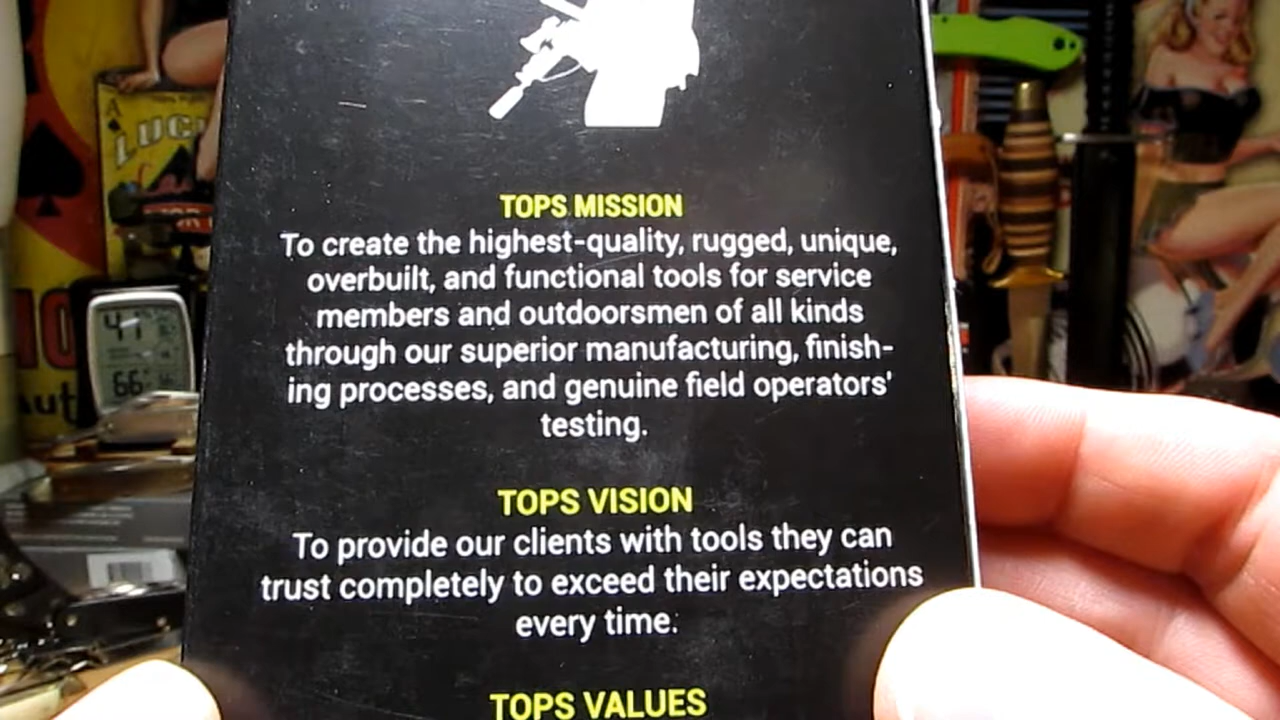 TOPS MISSION
To create the highest-quality, rugged, unique,
overbuilt, and functional tools for service
members and outdoorsmen of all kinds
through our superior manufacturing, finish-
ing processes, and genuine field operators'
testing.
TOPS VISION
To provide our clients with tools they can
trust completely to exceed their expectations
every time.
TOPS VALUES
A
66